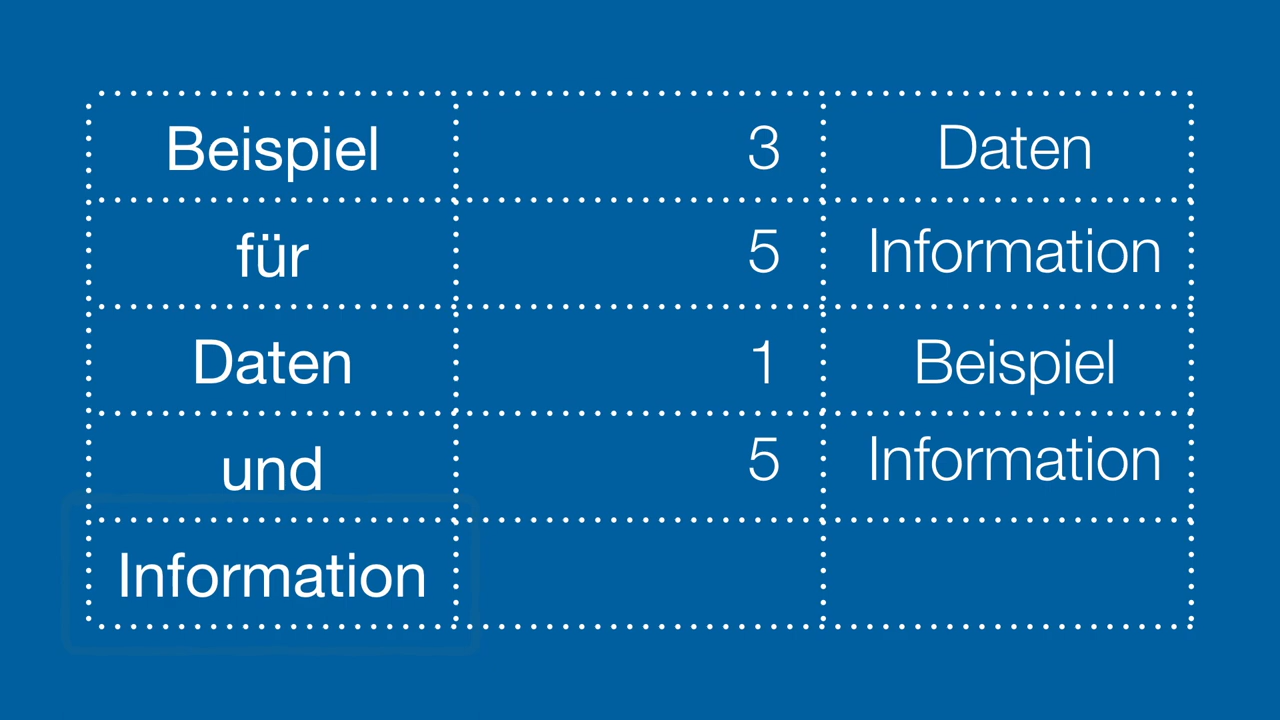 Beispiel 3 Daten
für 5 Information
Daten 1 Beispiel
und 5 Information
Information